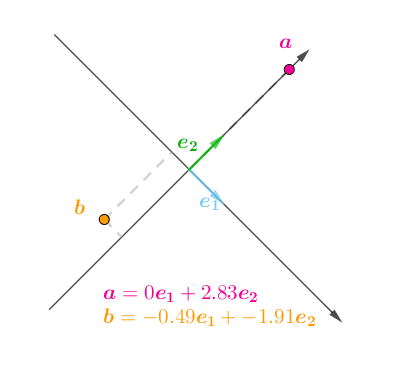 a
e₂
b
e₁
a = 0e₁ + 2.83e₂
b = −0.49e₁ + −1.91e₂